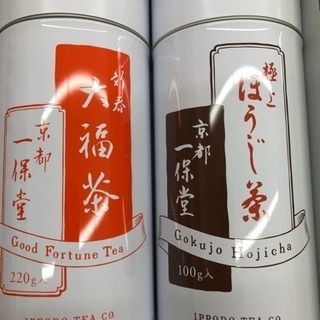 新春
大福茶
京都
一保堂
Good Fortune Tea
220g入
IPPODO TEA CO.
極上
ほうじ茶
京都
一保堂
Gokujo Hojicha
100g入
IPPODO TEA CO.